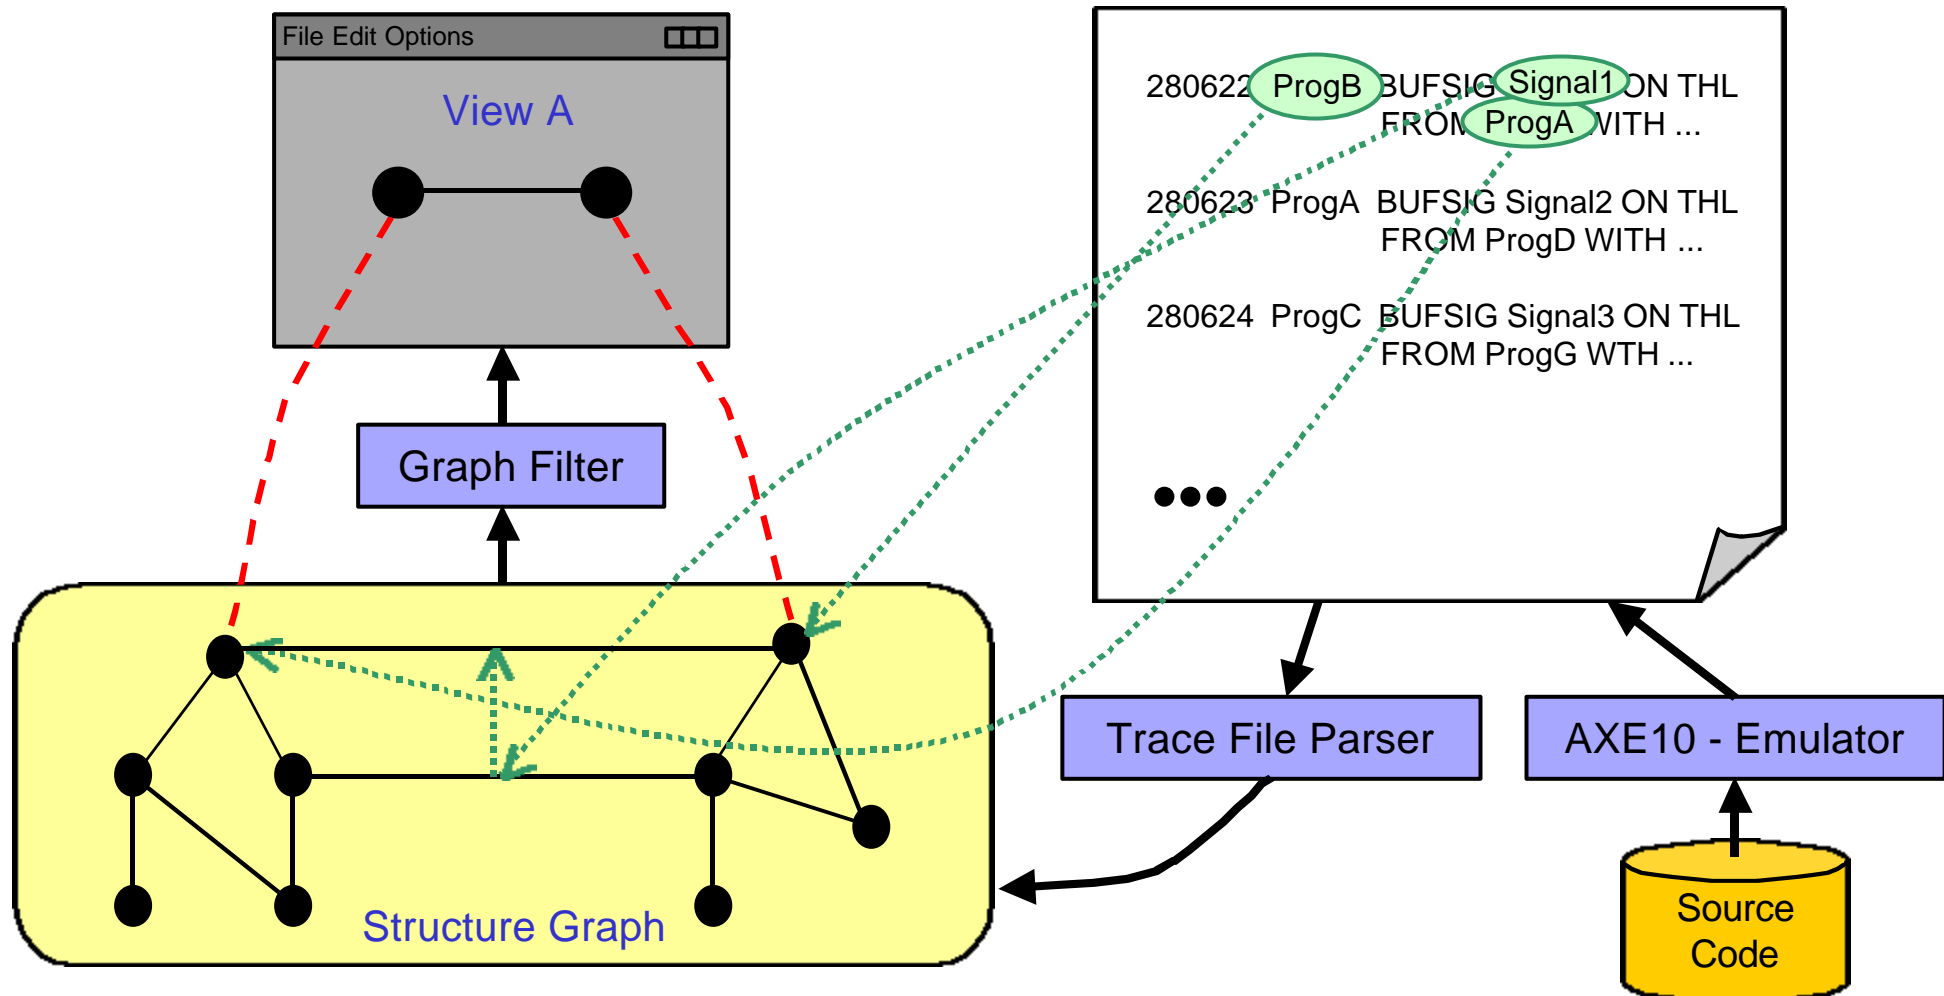 File Edit Options
View A
280622 ProgB BUFSIG Signal1 ON THL
FROM ProgA WITH ...
280623 ProgA BUFSIG Signal2 ON THL
FROM ProgD WITH ...
280624 ProgC BUFSIG Signal3 ON THL
FROM ProgG WTH ...
Graph Filter
Trace File Parser
AXE10 - Emulator
Structure Graph
Source
Code